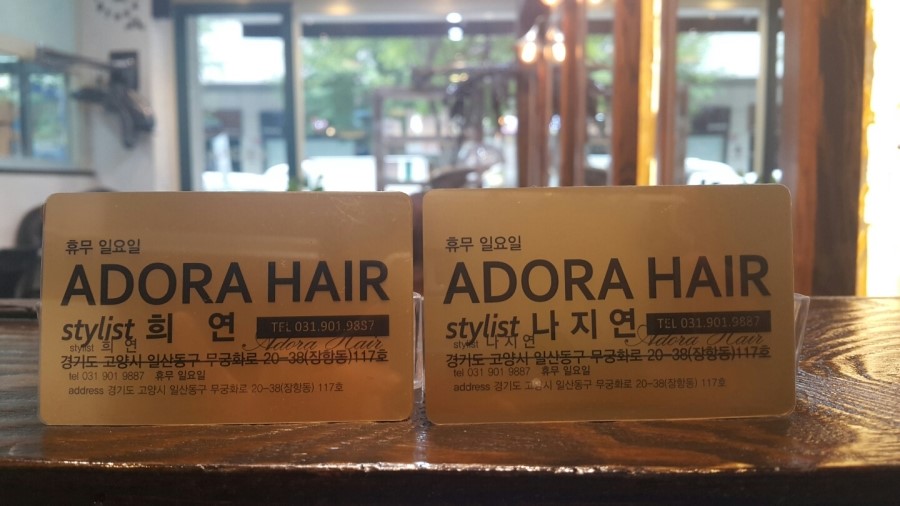 휴무 일요일
ADORA HAIR
stylist 희 연 TEL 031.901.9887
stylist 희 연 Adora Hair
경기도 고양시 일산동구 무궁화로 20-38(장항동)117호
tel 031 901 9887 휴무 일요일
address 경기도 고양시 일산동구 무궁화로 20-38(장항동) 117호
휴무 일요일
ADORA HAIR
stylist 나 지 연 TEL 031.901.9887
stylist 나 지 연 Adora Hair
경기도 고양시 일산동구 무궁화로 20-38(장항동)117호
tel 031 901 9887 휴무 일요일
address 경기도 고양시 일산동구 무궁화로 20-38(장항동) 117호